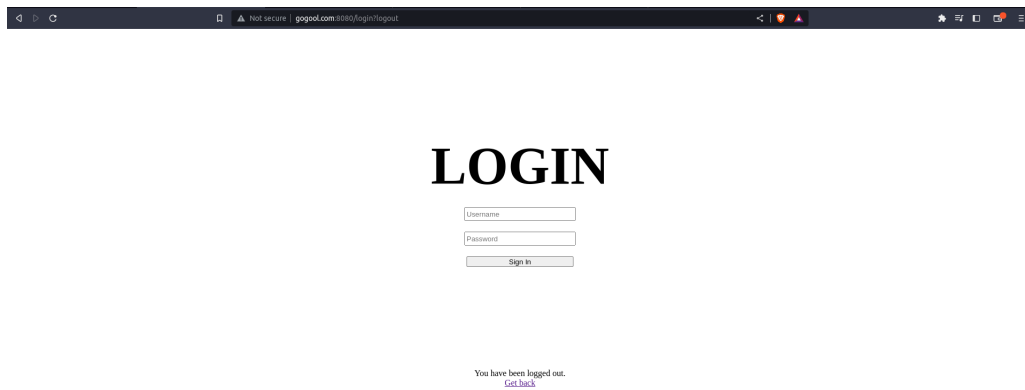 Not secure | gogool.com:8080/login?logout
LOGIN
Username
Password
Sign In
You have been logged out.
Get back